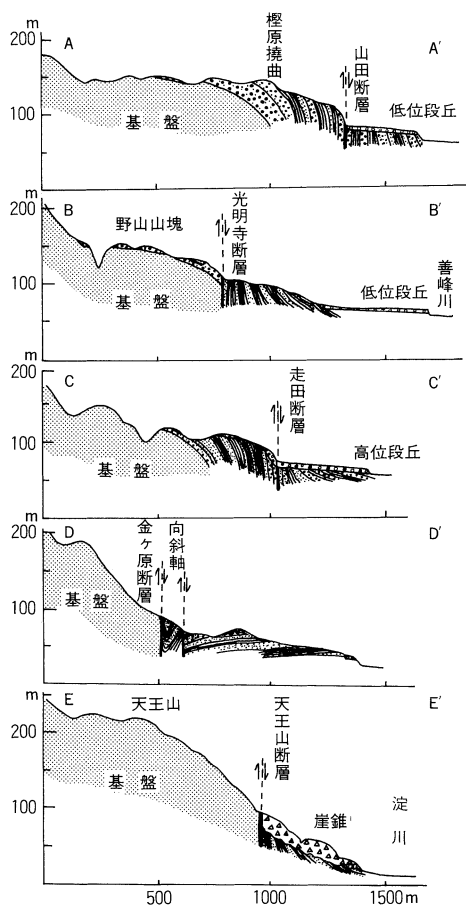 m
200
100
A
A′
樫原撓曲
山田断層
低位段丘
基盤
m
200
100
B
B′
野山山塊
光明寺断層
善峰川
低位段丘
基盤
m
200
100
C
C′
走田断層
高位段丘
基盤
m
200
100
D
D′
金ヶ原断層
向斜軸
基盤
m
200
100
E
E′
天王山
天王山断層
基盤
崖錐
淀川
500
1000
1500m